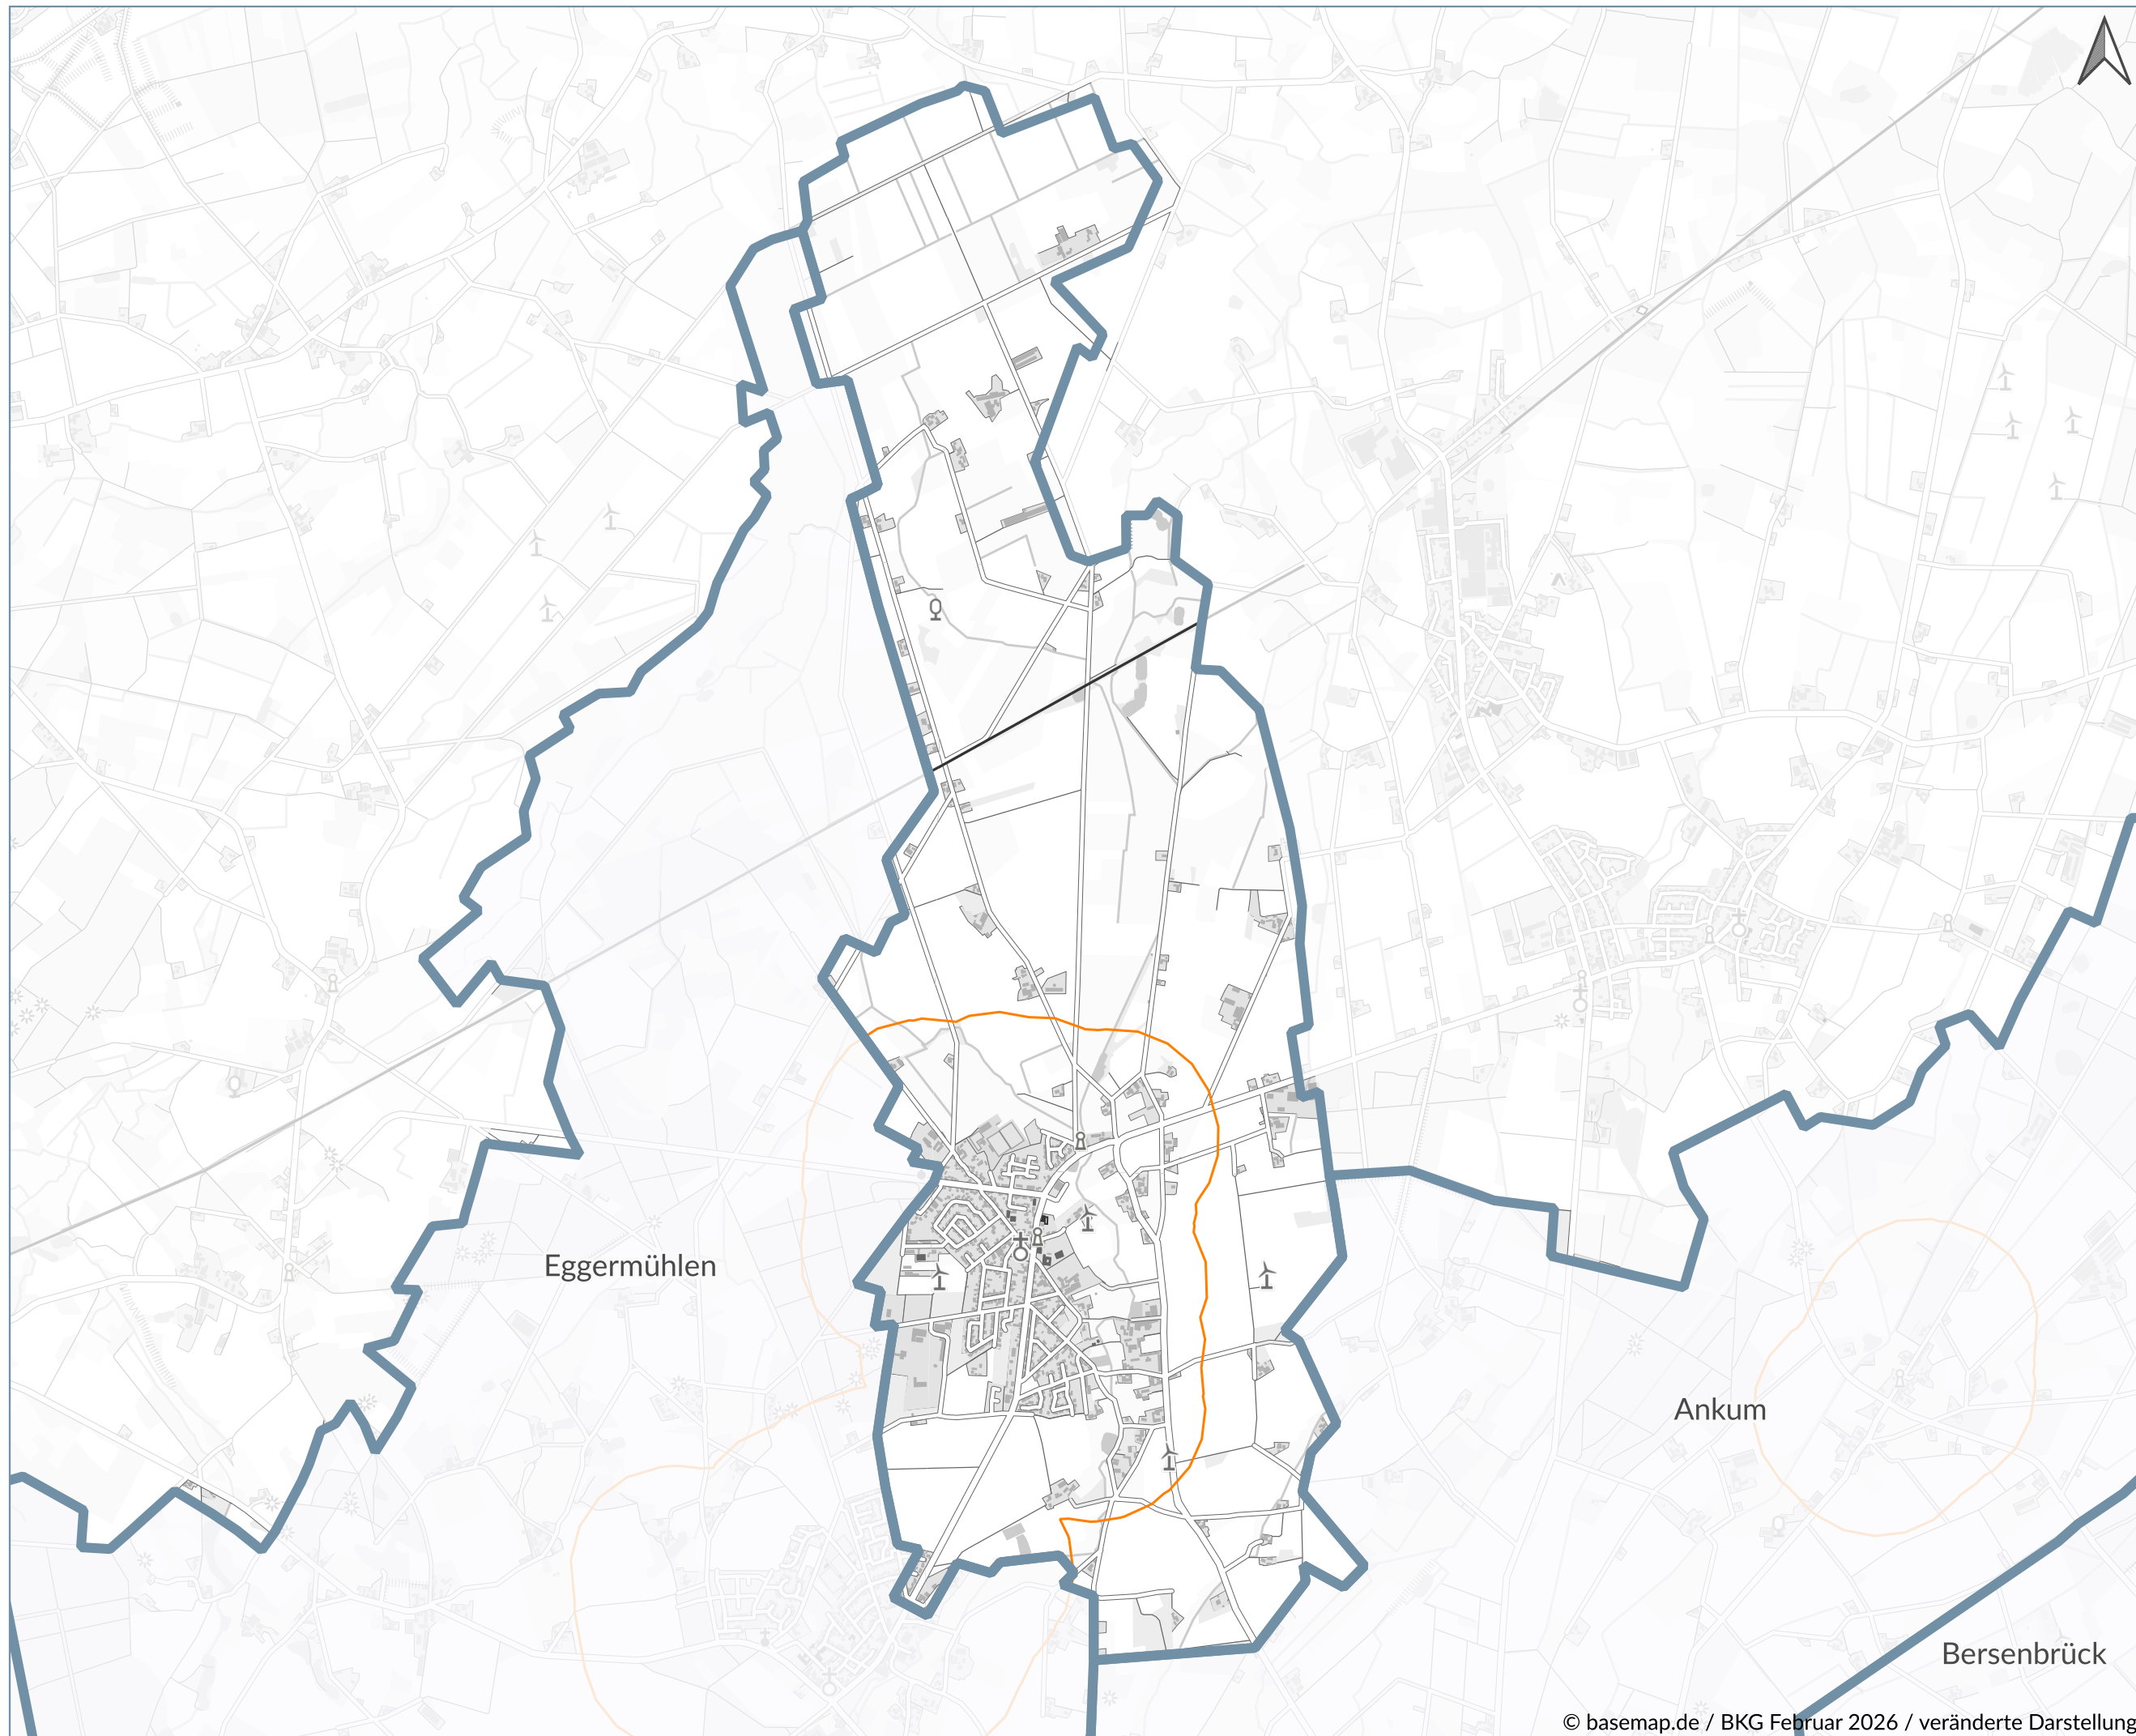 Eggermühlen
Ankum
Bersenbrück
© basemap.de / BKG Februar 2026 / veränderte Darstellung